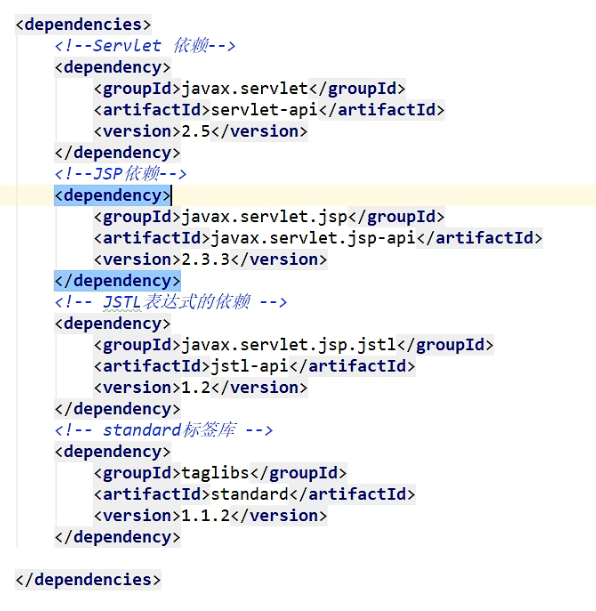 <dependencies>
<!--Servlet 依赖-->
<dependency>
<groupId>javax.servlet</groupId>
<artifactId>servlet-api</artifactId>
<version>2.5</version>
</dependency>
<!--JSP依赖-->
<dependency>
<groupId>javax.servlet.jsp</groupId>
<artifactId>javax.servlet.jsp-api</artifactId>
<version>2.3.3</version>
</dependency>
<!-- JSTL表达式的依赖 -->
<dependency>
<groupId>javax.servlet.jsp.jstl</groupId>
<artifactId>jstl-api</artifactId>
<version>1.2</version>
</dependency>
<!-- standard标签库 -->
<dependency>
<groupId>taglibs</groupId>
<artifactId>standard</artifactId>
<version>1.1.2</version>
</dependency>
</dependencies>